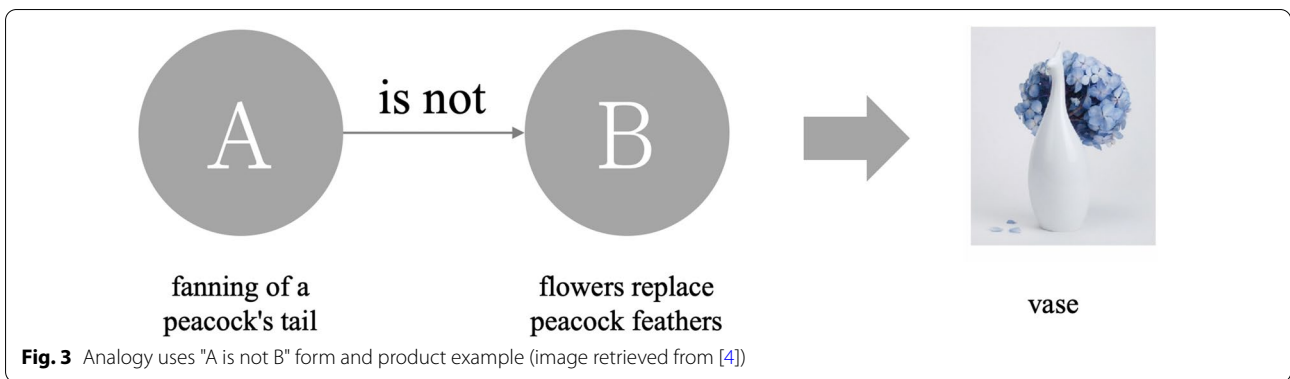 A
is not
B
fanning of a
peacock's tail
flowers replace
peacock feathers
vase
Fig. 3 Analogy uses "A is not B" form and product example (image retrieved from [4])